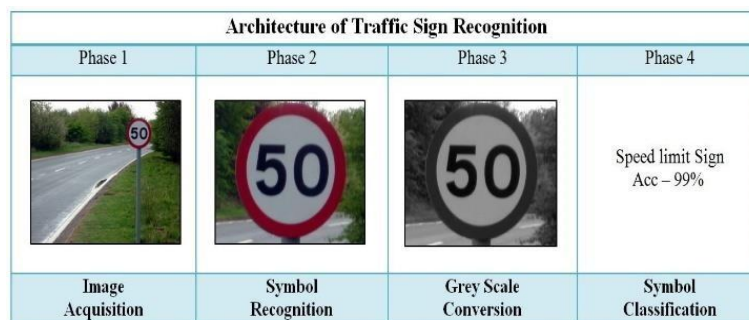 Architecture of Traffic Sign Recognition
Phase 1 Phase 2 Phase 3 Phase 4
50
50
50
Speed limit Sign
Acc – 99%
Image Acquisition
Symbol Recognition
Grey Scale Conversion
Symbol Classification